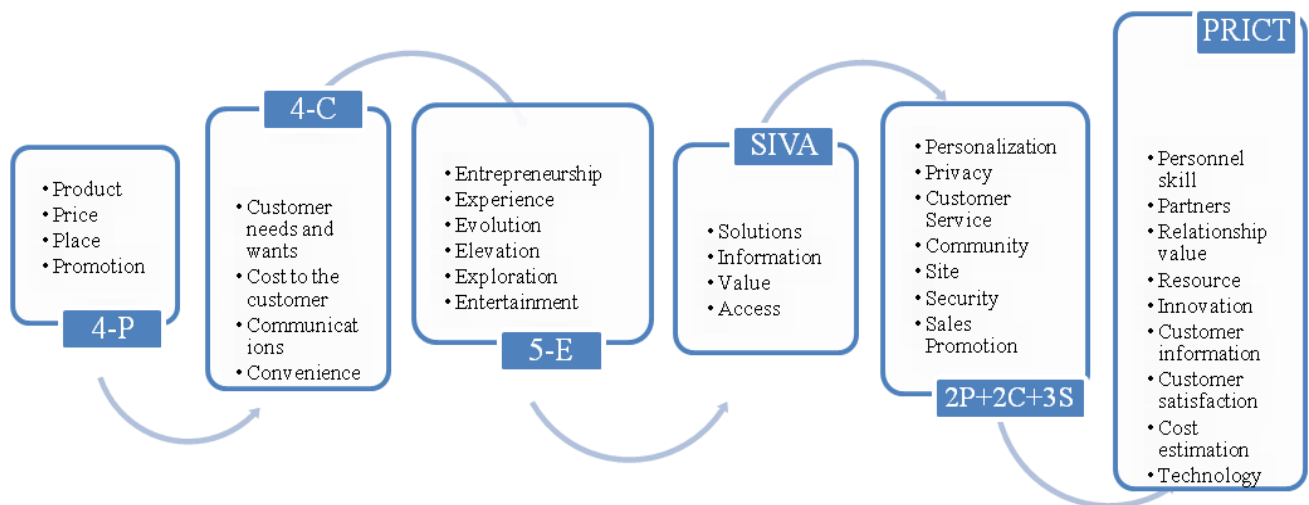 4-P
• Product
• Price
• Place
• Promotion
4-C
• Customer
needs and
wants
• Cost to the
customer
• Communicat
ions
• Convenience
• Entrepreneurship
• Experience
• Evolution
• Elevation
• Exploration
• Entertainment
5-E
SIVA
• Solutions
• Information
• Value
• Access
• Personalization
• Privacy
• Customer
Service
• Community
• Site
• Security
• Sales
Promotion
2P+2C+3S
PRICT
• Personnel
skill
• Partners
• Relationship
value
• Resource
• Innovation
• Customer
information
• Customer
satisfaction
• Cost
estimation
• Technology